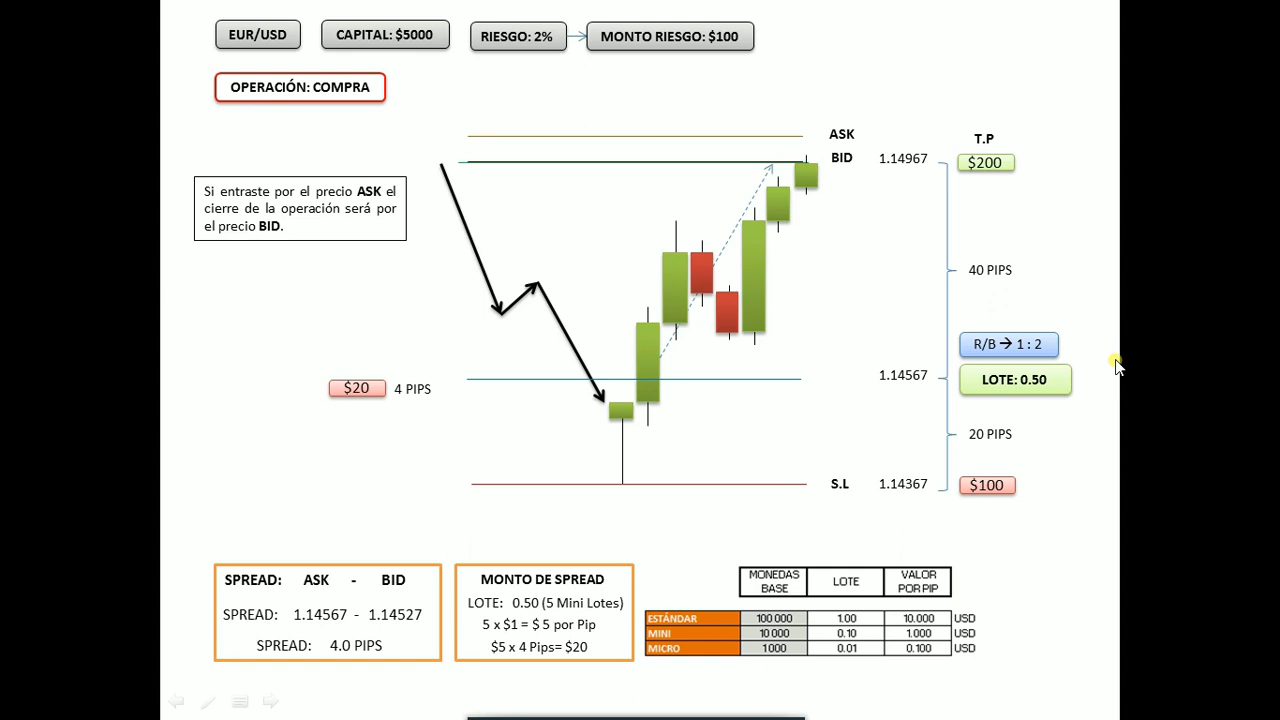 EUR/USD
CAPITAL: $5000
RIESGO: 2%
MONTO RIESGO: $100
OPERACIÓN: COMPRA
ASK
BID
1.14967
T.P
$200
Si entraste por el precio ASK el
cierre de la operación será por
el precio BID.
40 PIPS
R/B → 1 : 2
1.14567
LOTE: 0.50
$20
4 PIPS
20 PIPS
S.L
1.14367
$100
SPREAD: ASK - BID
SPREAD: 1.14567 - 1.14527
SPREAD: 4.0 PIPS
MONTO DE SPREAD
LOTE: 0.50 (5 Mini Lotes)
5 x $1 = $ 5 por Pip
$5 x 4 Pips= $20
MONEDAS BASE LOTE VALOR POR PIP
ESTÁNDAR 100 000 1.00 10.000 USD
MINI 10 000 0.10 1.000 USD
MICRO 1 000 0.01 0.100 USD